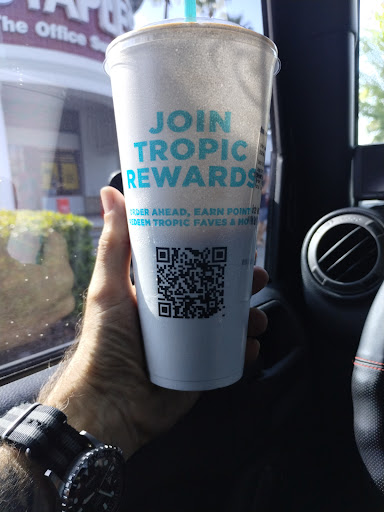 The Office
JOIN
TROPIC
REWARDS
ORDER AHEAD, EARN POINTS
REDEEM TROPIC FAVES & MORE